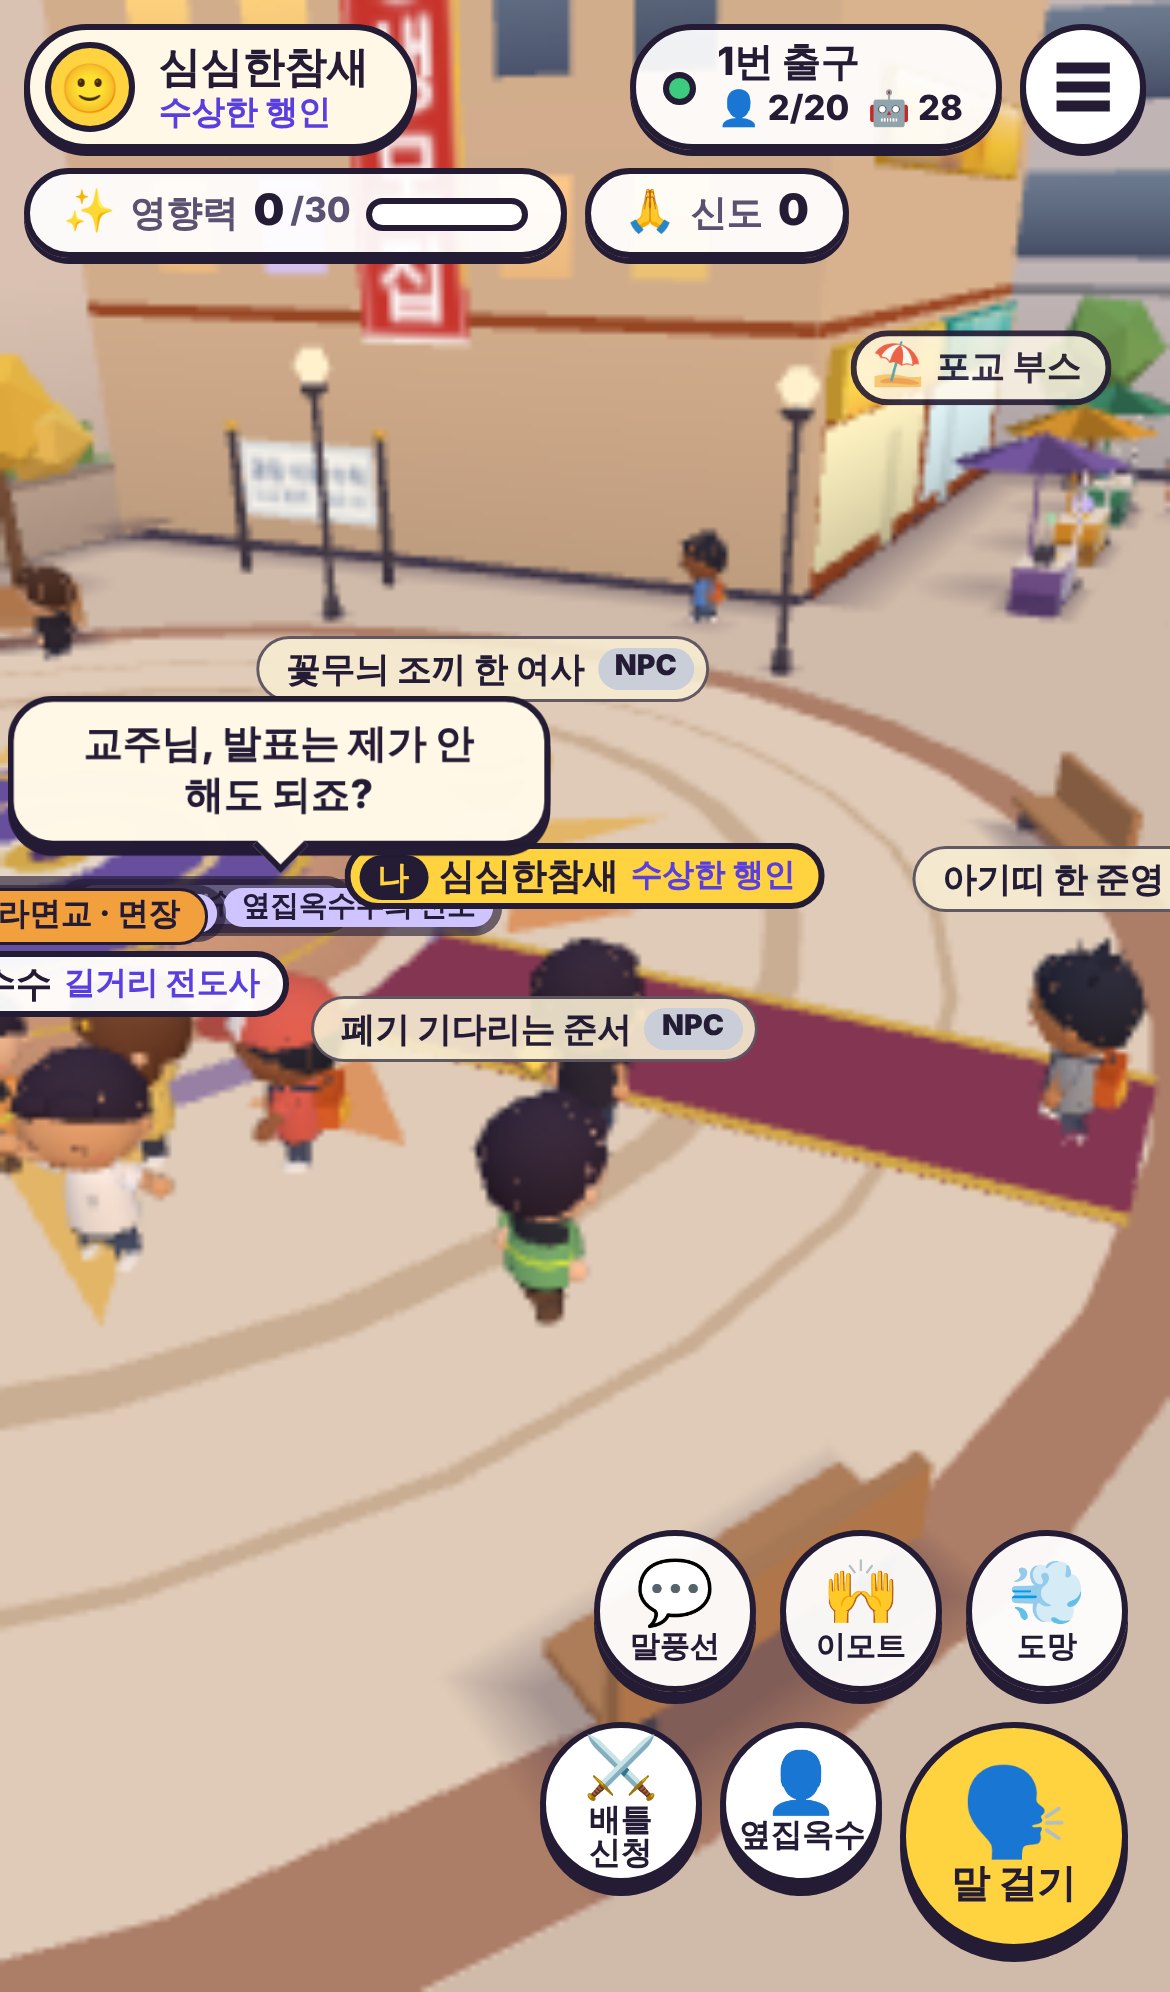 심심한참새
수상한 행인
1번 출구
2/20 28
영향력 0/30
신도 0
집
포교 부스
꽃무늬 조끼 한 여사 NPC
교주님, 발표는 제가 안
해도 되죠?
나 심심한참새 수상한 행인
아기띠 한 준영
라면교 · 면장
수수 길거리 전도사
폐기 기다리는 준서 NPC
말풍선
이모트
도망
배틀
신청
옆집옥수
말 걸기